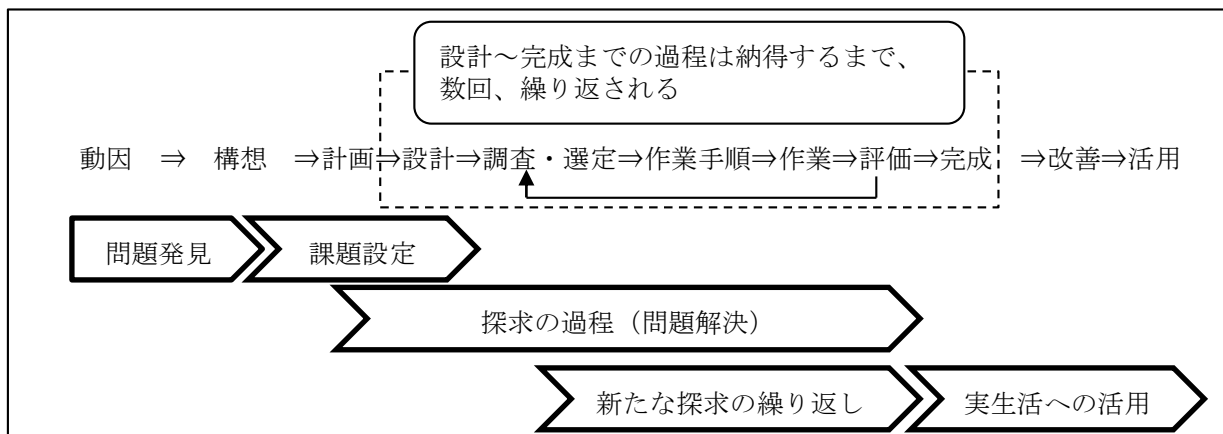 設計～完成までの過程は納得するまで、
数回、繰り返される
動因 ⇒ 構想 ⇒計画⇒設計⇒調査・選定⇒作業手順⇒作業⇒評価⇒完成 ⇒改善⇒活用
問題発見
課題設定
探求の過程（問題解決）
新たな探求の繰り返し
実生活への活用